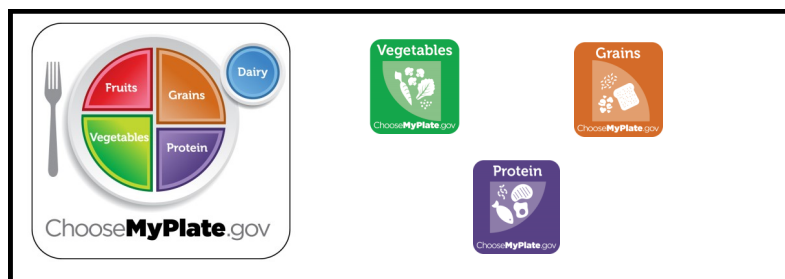 Fruits
Grains
Dairy
Vegetables
Protein
ChooseMyPlate.gov
Vegetables
ChooseMyPlate.gov
Grains
ChooseMyPlate.gov
Protein
ChooseMyPlate.gov